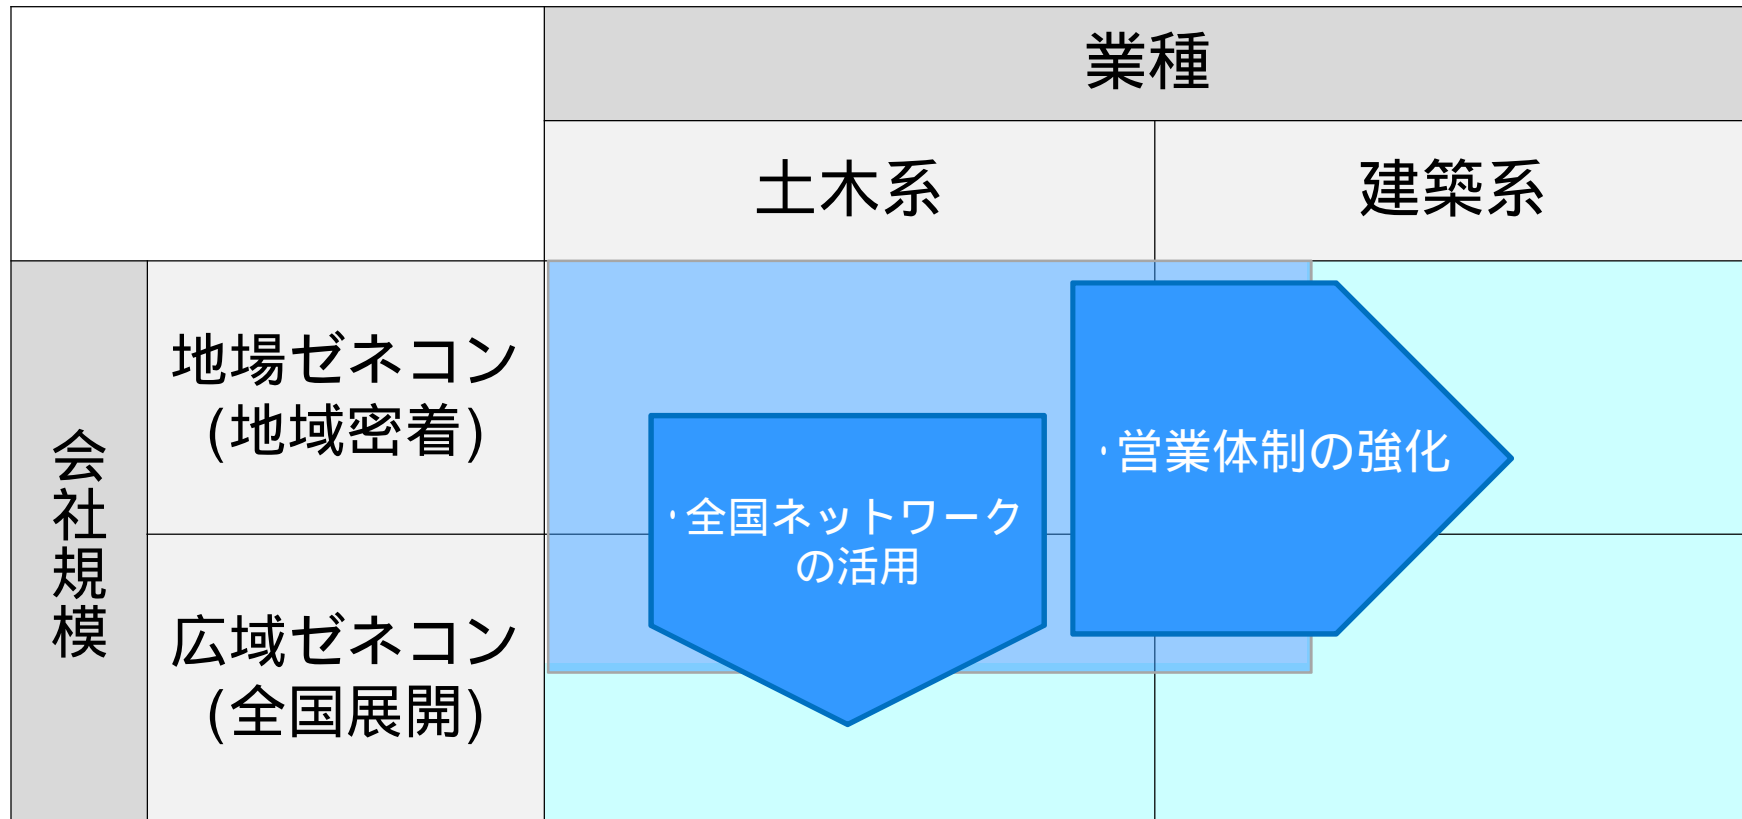 業種
土木系
建築系
会社規模
地場ゼネコン
(地域密着)
広域ゼネコン
(全国展開)
・全国ネットワーク
の活用
・営業体制の強化